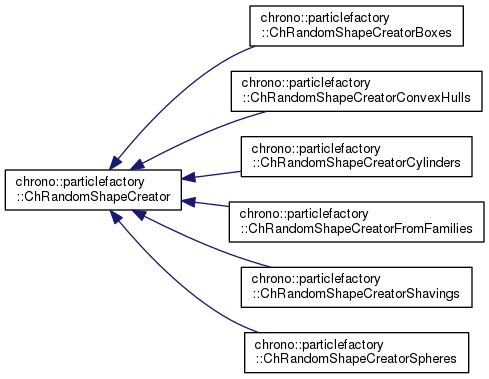 chrono::particlefactory
::ChRandomShapeCreatorBoxes
chrono::particlefactory
::ChRandomShapeCreatorConvexHulls
chrono::particlefactory
::ChRandomShapeCreatorCylinders
chrono::particlefactory
::ChRandomShapeCreator
chrono::particlefactory
::ChRandomShapeCreatorFromFamilies
chrono::particlefactory
::ChRandomShapeCreatorShavings
chrono::particlefactory
::ChRandomShapeCreatorSpheres